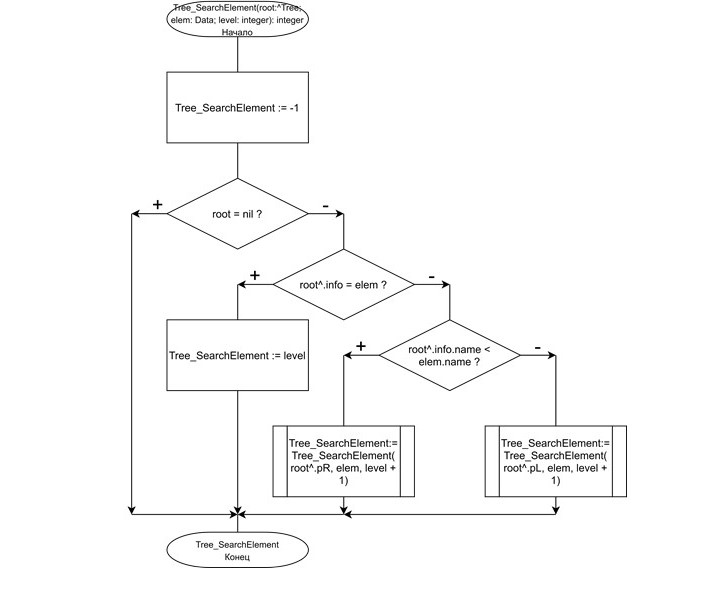 Tree_SearchElement(root:^Tree;
elem: Data; level: integer): integer
Начало
Tree_SearchElement := -1
+
root = nil ?
-
+
root^.info = elem ?
-
Tree_SearchElement := level
+
root^.info.name <
elem.name ?
-
Tree_SearchElement:=
Tree_SearchElement(
root^.pR, elem, level +
1)
Tree_SearchElement:=
Tree_SearchElement(
root^.pL, elem, level +
1)
Tree_SearchElement
Конец